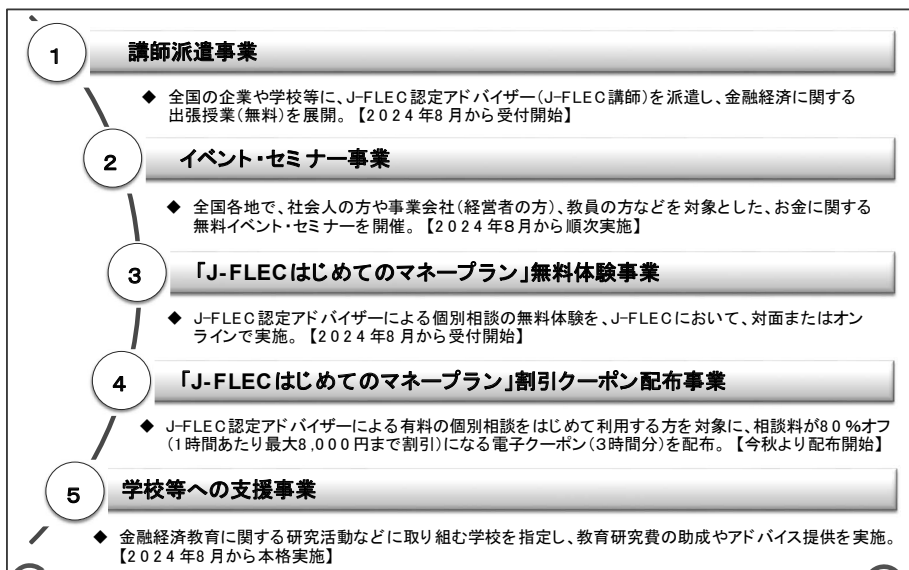 1
講師派遣事業
◆ 全国の企業や学校等に、J-FLEC認定アドバイザー(J-FLEC講師)を派遣し、金融経済に関する
出張授業(無料)を展開。【2024年8月から受付開始】
2
イベント・セミナー事業
◆ 全国各地で、社会人の方や事業会社(経営者の方)、教員の方などを対象とした、お金に関する
無料イベント・セミナーを開催。【2024年8月から順次実施】
3
「J-FLECはじめてのマネープラン」無料体験事業
◆ J-FLEC認定アドバイザーによる個別相談の無料体験を、J-FLECにおいて、対面またはオン
ラインで実施。【2024年8月から受付開始】
4
「J-FLECはじめてのマネープラン」割引クーポン配布事業
◆ J-FLEC認定アドバイザーによる有料の個別相談をはじめて利用する方を対象に、相談料が80%オフ
(1時間あたり最大8,000円まで割引)になる電子クーポン(3時間分)を配布。【今秋より配布開始】
5
学校等への支援事業
◆ 金融経済教育に関する研究活動などに取り組む学校を指定し、教育研究費の助成やアドバイス提供を実施。
【2024年8月から本格実施】